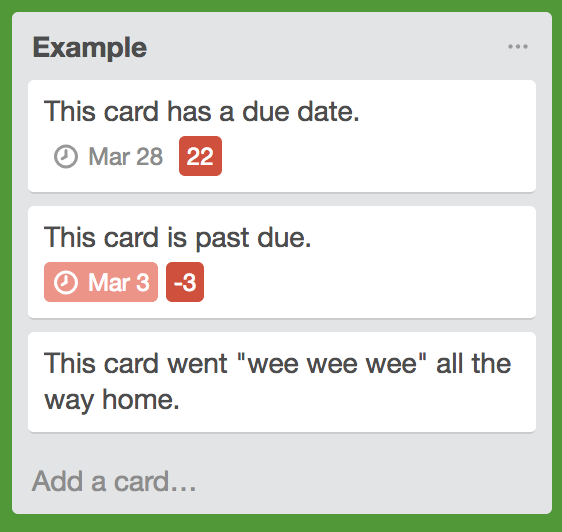 Example
This card has a due date.
Mar 28 22
This card is past due.
Mar 3 -3
This card went "wee wee wee" all the
way home.
Add a card…